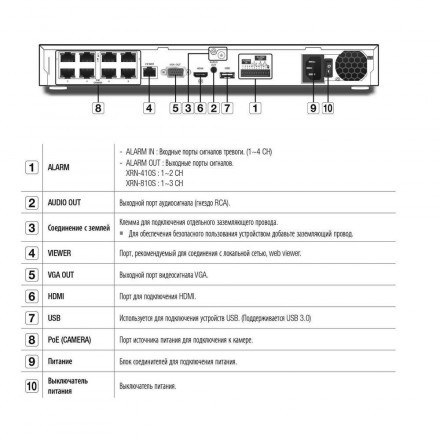 VIEWER
VGA OUT
HDMI
USB
8
4
5
3
6
2
7
1
9
10
1 ALARM
- ALARM IN : Входные порты сигналов тревоги. (1~4 CH)
- ALARM OUT : Выходные порты сигналов.
XRN-410S : 1~2 CH
XRN-810S : 1~3 CH
2 AUDIO OUT Выходной порт аудиосигнала (гнездо RCA).
3 Соединение с землей Клемма для подключения отдельного заземляющего провода.
※ Для обеспечения безопасного пользования устройством добавьте заземляющий провод.
4 VIEWER Порт, рекомендуемый для соединения с локальной сетью, web viewer.
5 VGA OUT Выходной порт видеосигнала VGA.
6 HDMI Порт для подключения HDMI.
7 USB Используется для подключения устройств USB. (Поддерживается USB 3.0)
8 PoE (CAMERA) Порт источника питания для подключения к камере.
9 Питание Блок соединителей для подключения питания.
10 Выключатель питания Выключатель питания.